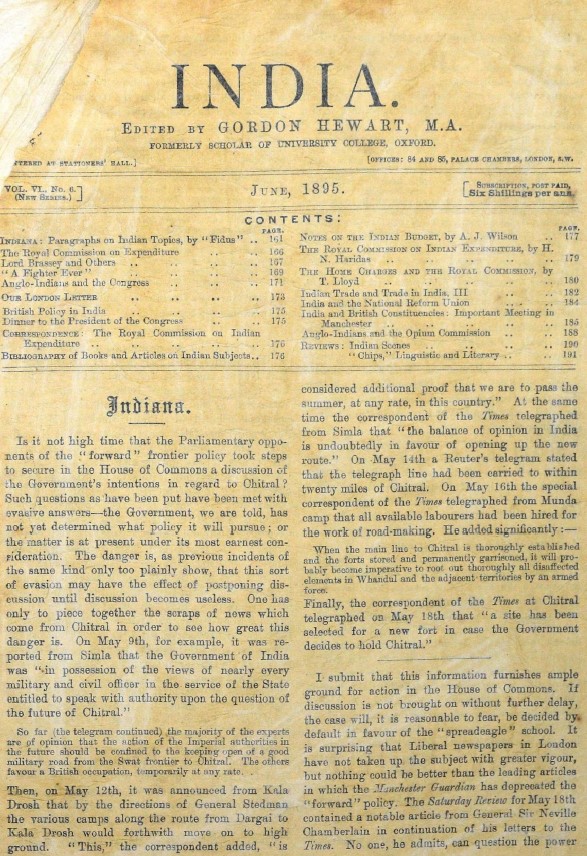 INDIA.
EDITED BY GORDON HEWART, M.A.
FORMERLY SCHOLAR OF UNIVERSITY COLLEGE, OXFORD.
AT STATIONERS' HALL.]
[OFFICES: 84 AND 85, PALACE CHAMBERS, LONDON, S.W.
VOL. VI., No. 6.
(NEW SERIES.)]
JUNE, 1895.
[SUBSCRIPTION, POST PAID,
Six Shillings per ann.
CONTENTS:
PAGE.
INDIANA: Paragraphs on Indian Topics, by "Fidus" .. 161
The Royal Commission on Expenditure .. .. 166
Lord Brassey and Others .. .. .. .. 167
"A Fighter Ever" .. .. .. .. .. 169
Anglo-Indians and the Congress .. .. .. 171
OUR LONDON LETTER .. .. .. .. 173
British Policy in India .. .. .. .. 175
Dinner to the President of the Congress .. .. 175
CORRESPONDENCE: The Royal Commission on Indian
Expenditure .. .. .. .. .. .. 176
BIBLIOGRAPHY of Books and Articles on Indian Subjects.. 176
PAGE.
NOTES ON THE INDIAN BUDGET, by A. J. Wilson .. 177
THE ROYAL COMMISSION ON INDIAN EXPENDITURE, by H.
N. Haridas .. .. .. .. .. .. 179
THE HOME CHARGES AND THE ROYAL COMMISSION, by
T. Lloyd .. .. .. .. .. .. 180
Indian Trade and Trade in India. III .. .. 182
India and the National Reform Union .. .. 184
India and British Constituencies: Important Meeting in
Manchester .. .. .. .. .. .. 185
Anglo-Indians and the Opium Commission .. .. 188
REVIEWS: Indian Scenes .. .. .. .. 190
"Chips," Linguistic and Literary .. .. 191
Indiana.
Is it not high time that the Parliamentary oppo-
nents of the "forward" frontier policy took steps
to secure in the House of Commons a discussion of
the Government's intentions in regard to Chitral?
Such questions as have been put have been met with
evasive answers—the Government, we are told, has
not yet determined what policy it will pursue; or
the matter is at present under its most earnest con-
sideration. The danger is, as previous incidents of
the same kind only too plainly show, that this sort
of evasion may have the effect of postponing dis-
cussion until discussion becomes useless. One has
only to piece together the scraps of news which
come from Chitral in order to see how great this
danger is. On May 9th, for example, it was re-
ported from Simla that the Government of India
was "in possession of the views of nearly every
military and civil officer in the service of the State
entitled to speak with authority upon the question of
the future of Chitral."
So far (the telegram continued) the majority of the experts
are of opinion that the action of the Imperial authorities in
the future should be confined to the keeping open of a good
military road from the Swat frontier to Chitral. The others
favour a British occupation, temporarily at any rate.
Then, on May 12th, it was announced from Kala
Drosh that by the directions of General Stedman
the various camps along the route from Dargai to
Kala Drosh would forthwith move on to high
ground. "This," the correspondent added, "is
considered additional proof that we are to pass the
summer, at any rate, in this country." At the same
time the correspondent of the Times telegraphed
from Simla that "the balance of opinion in India
is undoubtedly in favour of opening up the new
route." On May 14th a Reuter's telegram stated
that the telegraph line had been carried to within
twenty miles of Chitral. On May 16th the special
correspondent of the Times telegraphed from Munda
camp that all available labourers had been hired for
the work of road-making. He added significantly:—
When the main line to Chitral is thoroughly established
and the forts stored and permanently garrisoned, it will pro-
bably become imperative to root out thoroughly all disaffected
elements in Whandul and the adjacent territories by an armed
force.
Finally, the correspondent of the Times at Chitral
telegraphed on May 18th that "a site has been
selected for a new fort in case the Government
decides to hold Chitral."
I submit that this information furnishes ample
ground for action in the House of Commons. If
discussion is not brought on without further delay,
the case will, it is reasonable to fear, be decided by
default in favour of the "spreadeagle" school. It
is surprising that Liberal newspapers in London
have not taken up the subject with greater vigour,
but nothing could be better than the leading articles
in which the Manchester Guardian has deprecated the
"forward" policy. The Saturday Review for May 18th
contained a notable article from General Sir Neville
Chamberlain in continuation of his letters to the
Times. No one, he admits, can question the power